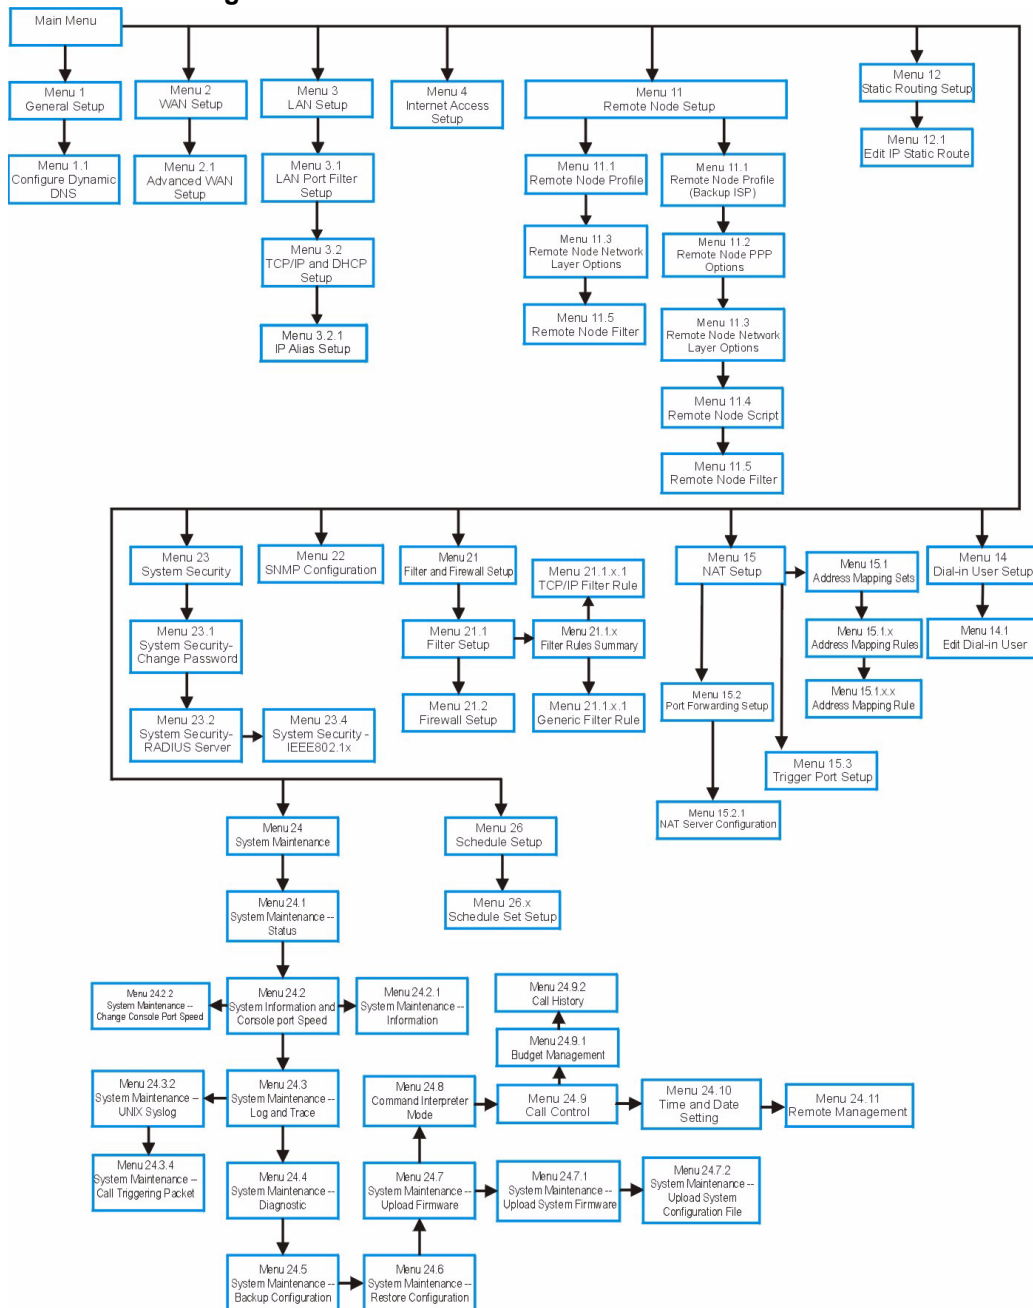 Main Menu
Menu 1
General Setup
Menu 2
WAN Setup
Menu 3
LAN Setup
Menu 4
Internet Access
Setup
Menu 11
Remote Node Setup
Menu 12
Static Routing Setup
Menu 1.1
Configure Dynamic
DNS
Menu 2.1
Advanced WAN
Setup
Menu 3.1
LAN Port Filter
Setup
Menu 11.1
Remote Node Profile
Menu 11.1
Remote Node Profile
(Backup ISP)
Menu 12.1
Edit IP Static Route
Menu 3.2
TCP/IP and DHCP
Setup
Menu 11.3
Remote Node Network
Layer Options
Menu 11.2
Remote Node PPP
Options
Menu 3.2.1
IP Alias Setup
Menu 11.5
Remote Node Filter
Menu 11.3
Remote Node Network
Layer Options
Menu 11.4
Remote Node Script
Menu 11.5
Remote Node Filter
Menu 23
System Security
Menu 22
SNMP Configuration
Menu 21
Filter and Firewall Setup
Menu 21.1.x.1
TCP/IP Filter Rule
Menu 15
NAT Setup
Menu 15.1
Address Mapping Sets
Menu 14
Dial-in User Setup
Menu 23.1
System Security-
Change Password
Menu 21.1
Filter Setup
Menu 21.1.x
Filter Rules Summary
Menu 15.1.x
Address Mapping Rules
Menu 14.1
Edit Dial-in User
Menu 23.2
System Security-
RADIUS Server
Menu 23.4
System Security -
IEEE802.1x
Menu 21.2
Firewall Setup
Menu 21.1.x.1
Generic Filter Rule
Menu 15.2
Port Forwarding Setup
Menu 15.1.x.x
Address Mapping Rule
Menu 15.3
Trigger Port Setup
Menu 15.2.1
NAT Server Configuration
Menu 24
System Maintenance
Menu 26
Schedule Setup
Menu 24.1
System Maintenance --
Status
Menu 26.x
Schedule Set Setup
Menu 24.2.2
System Maintenance --
Change Console Port Speed
Menu 24.2
System Information and
Console port Speed
Menu 24.2.1
System Maintenance --
Information
Menu 24.9.2
Call History
Menu 24.9.1
Budget Management
Menu 24.3.2
System Maintenance --
UNIX Syslog
Menu 24.3
System Maintenance --
Log and Trace
Menu 24.8
Command Interpreter
Mode
Menu 24.9
Call Control
Menu 24.10
Time and Date
Setting
Menu 24.11
Remote Management
Menu 24.3.4
System Maintenance --
Call Triggering Packet
Menu 24.4
System Maintenance --
Diagnostic
Menu 24.7
System Maintenance --
Upload Firmware
Menu 24.7.1
System Maintenance --
Upload System Firmware
Menu 24.7.2
System Maintenance --
Upload System
Configuration File
Menu 24.5
System Maintenance --
Backup Configuration
Menu 24.6
System Maintenance --
Restore Configuration